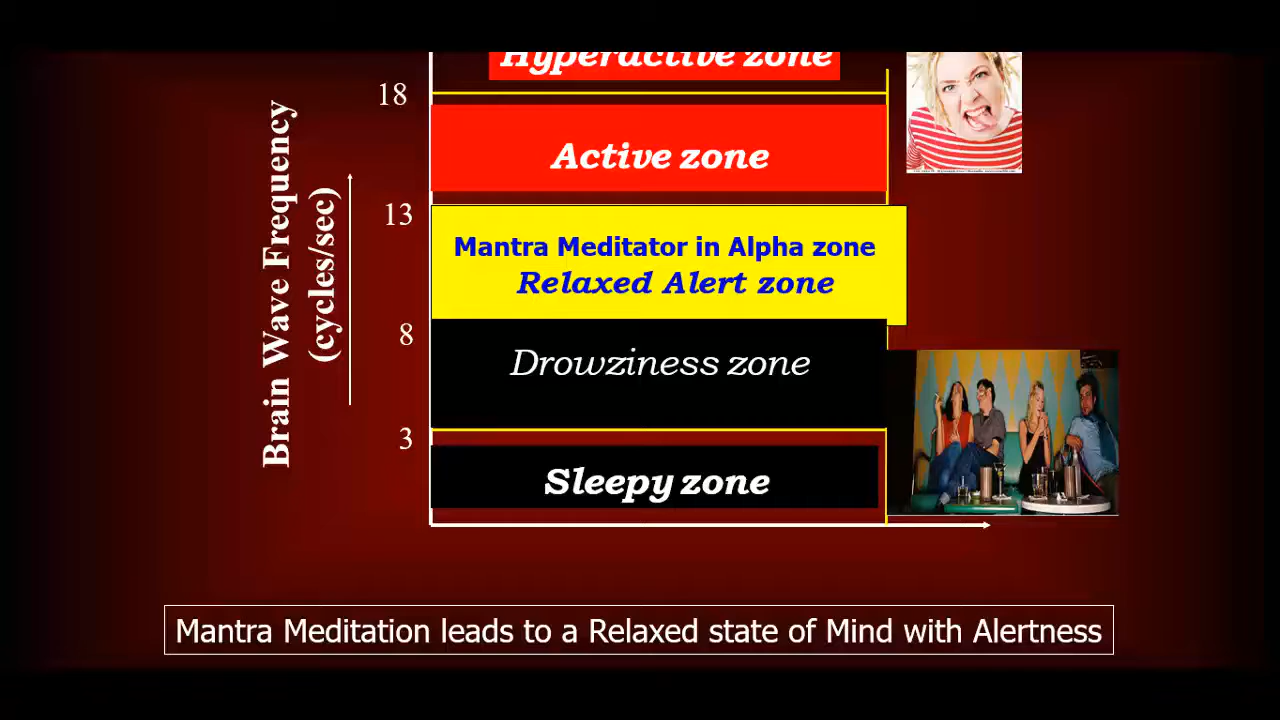 Hyperactive zone
18
Active zone
13
Mantra Meditator in Alpha zone
Relaxed Alert zone
8
Drowziness zone
3
Sleepy zone
Brain Wave Frequency
(cycles/sec)
Mantra Meditation leads to a Relaxed state of Mind with Alertness